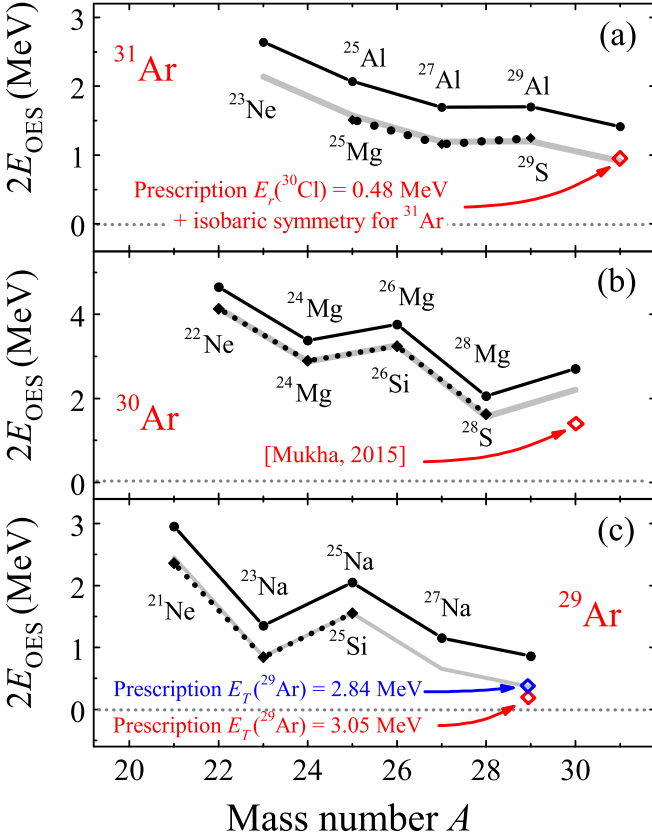 3
(a)
³¹Ar
²⁵Al
²⁷Al
²⁹Al
2
²³Ne
1
²⁵Mg
²⁹S
2E_OES (MeV)
Prescription E_r(³⁰Cl) = 0.48 MeV
+ isobaric symmetry for ³¹Ar
0
(b)
4
²⁴Mg
²⁶Mg
²²Ne
²⁸Mg
²⁴Mg
²⁶Si
2
³⁰Ar
²⁸S
2E_OES (MeV)
[Mukha, 2015]
0
3
(c)
²⁵Na
²³Na
²⁷Na
²⁹Ar
2
²¹Ne
²⁵Si
1
2E_OES (MeV)
Prescription E_T(²⁹Ar) = 2.84 MeV
0
Prescription E_T(²⁹Ar) = 3.05 MeV
20 22 24 26 28 30
Mass number A